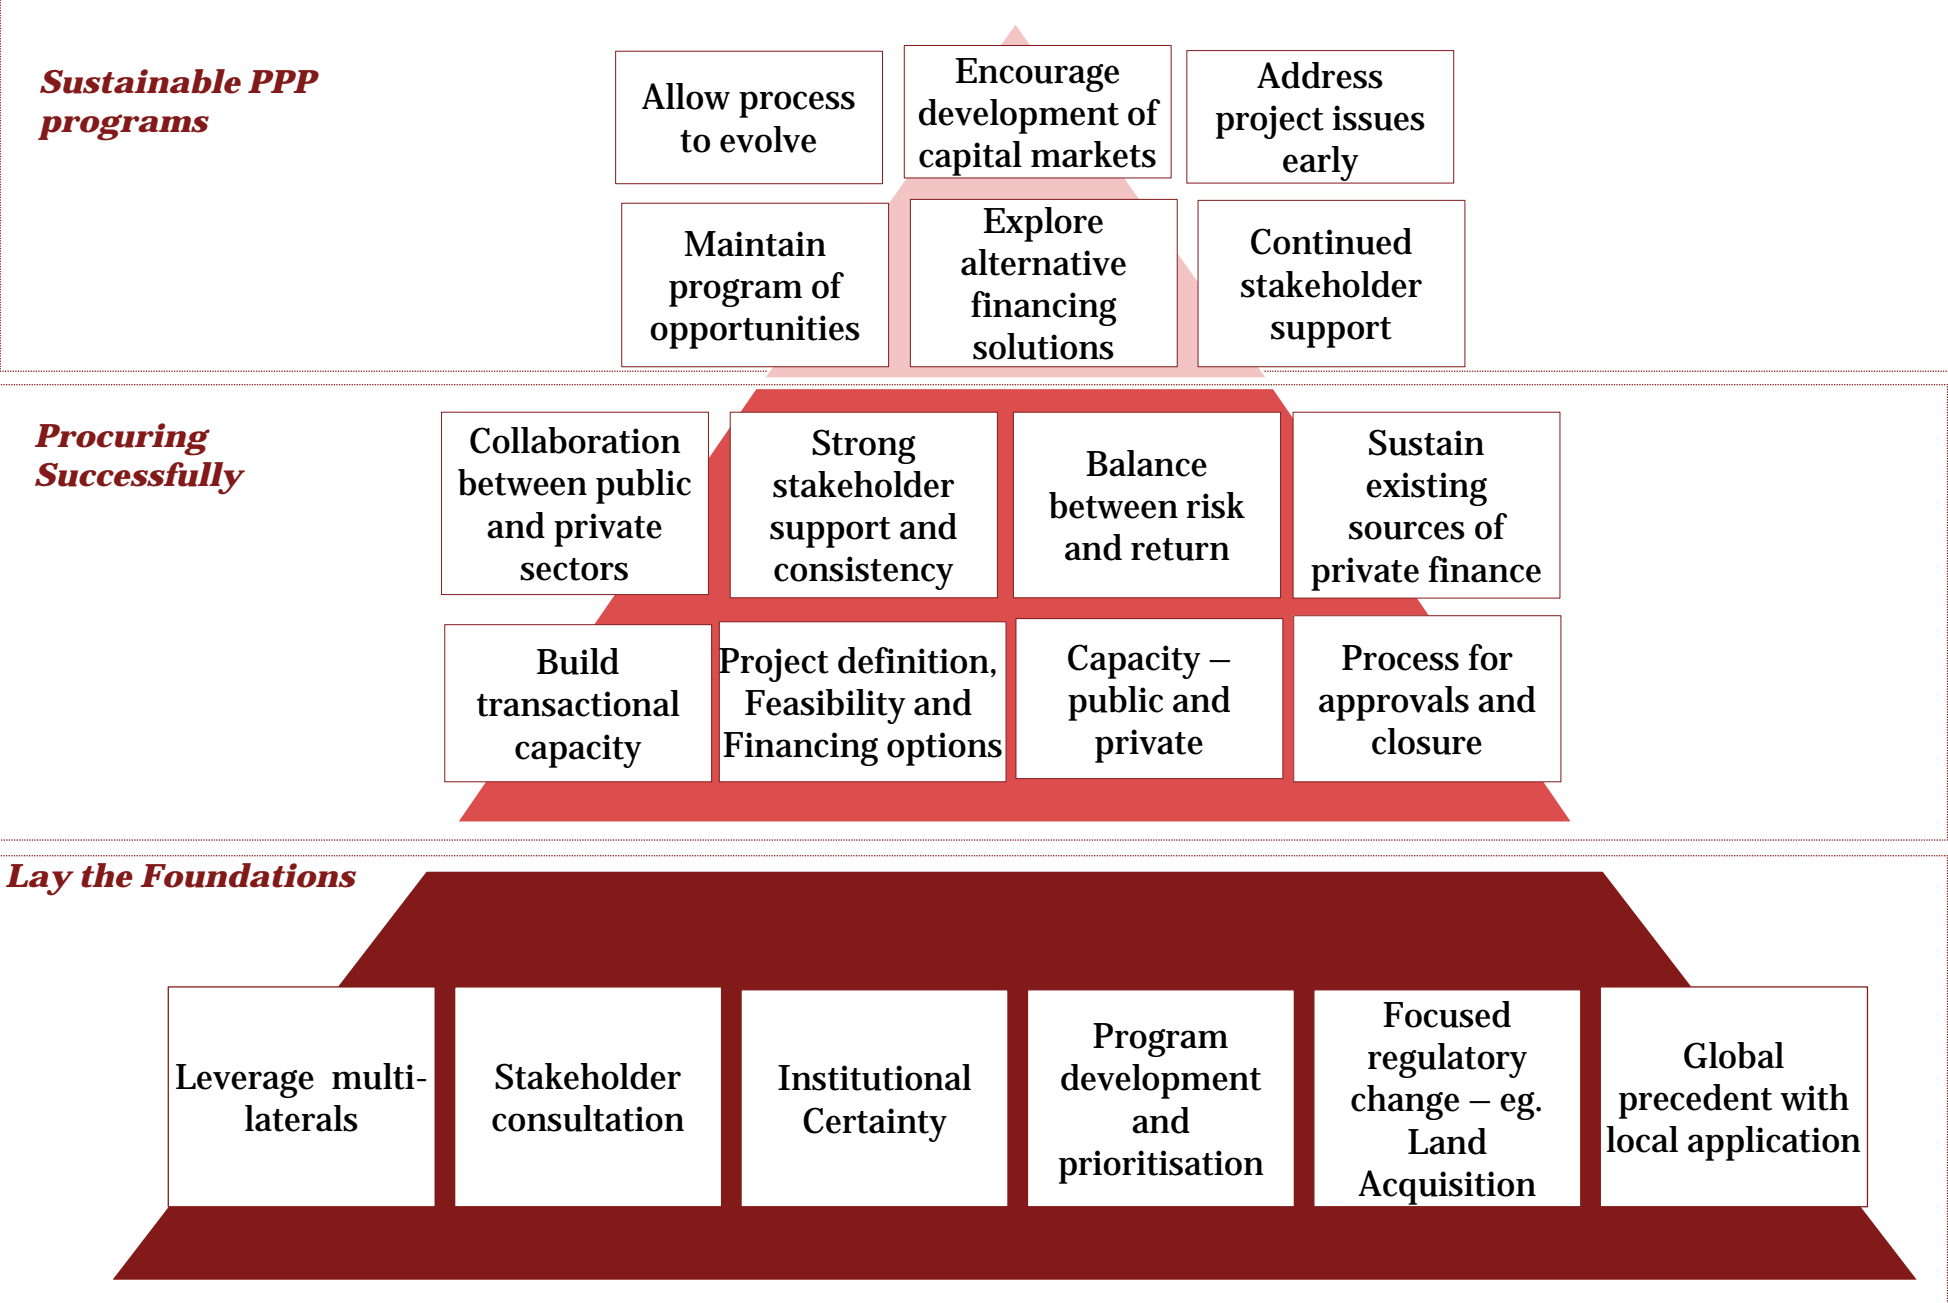 Sustainable PPP
programs
Allow process
to evolve
Encourage
development of
capital markets
Address
project issues
early
Maintain
program of
opportunities
Explore
alternative
financing
solutions
Continued
stakeholder
support
Procuring
Successfully
Collaboration
between public
and private
sectors
Strong
stakeholder
support and
consistency
Balance
between risk
and return
Sustain
existing
sources of
private finance
Build
transactional
capacity
Project definition,
Feasibility and
Financing options
Capacity –
public and
private
Process for
approvals and
closure
Lay the Foundations
Leverage  multi-
laterals
Stakeholder
consultation
Institutional
Certainty
Program
development
and
prioritisation
Focused
regulatory
change – eg.
Land
Acquisition
Global
precedent with
local application